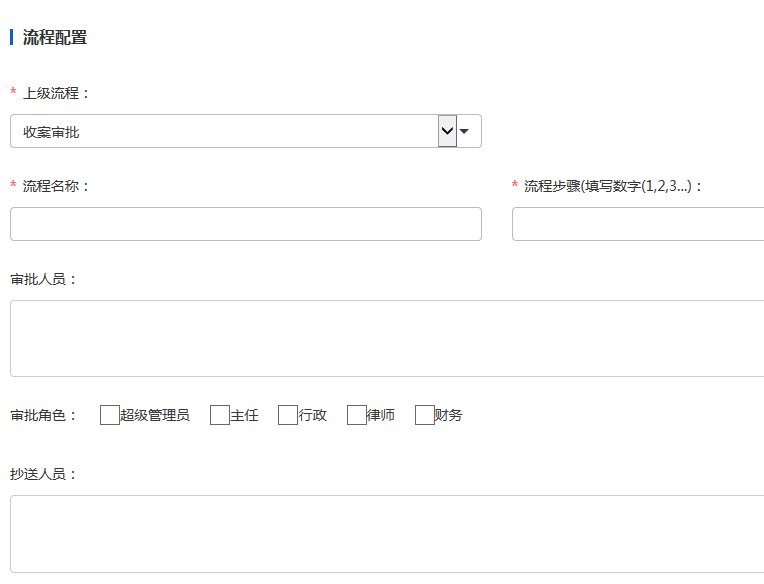 流程配置
* 上级流程：
收案审批
* 流程名称：
* 流程步骤(填写数字(1,2,3...)：
审批人员：
审批角色： 超级管理员 主任 行政 律师 财务
抄送人员：